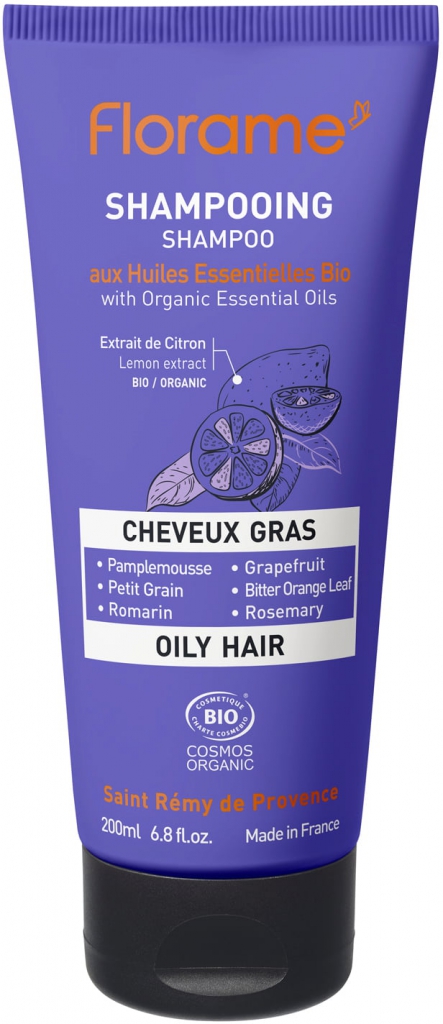 Florame
SHAMPOOING
SHAMPOO
aux Huiles Essentielles Bio
with Organic Essential Oils
Extrait de Citron
Lemon extract
BIO / ORGANIC
CHEVEUX GRAS
• Pamplemousse
• Petit Grain
• Romarin
• Grapefruit
• Bitter Orange Leaf
• Rosemary
OILY HAIR
COSMETIQUE
BIO
CHARTE COSMEBIO
COSMOS
ORGANIC
Saint Rémy de Provence
200ml 6.8 fl.oz. Made in France